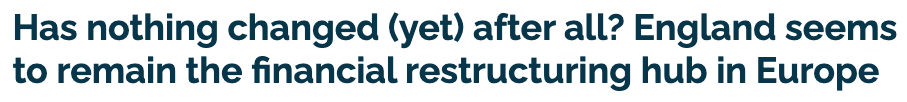 Has nothing changed (yet) after all? England seems
to remain the financial restructuring hub in Europe